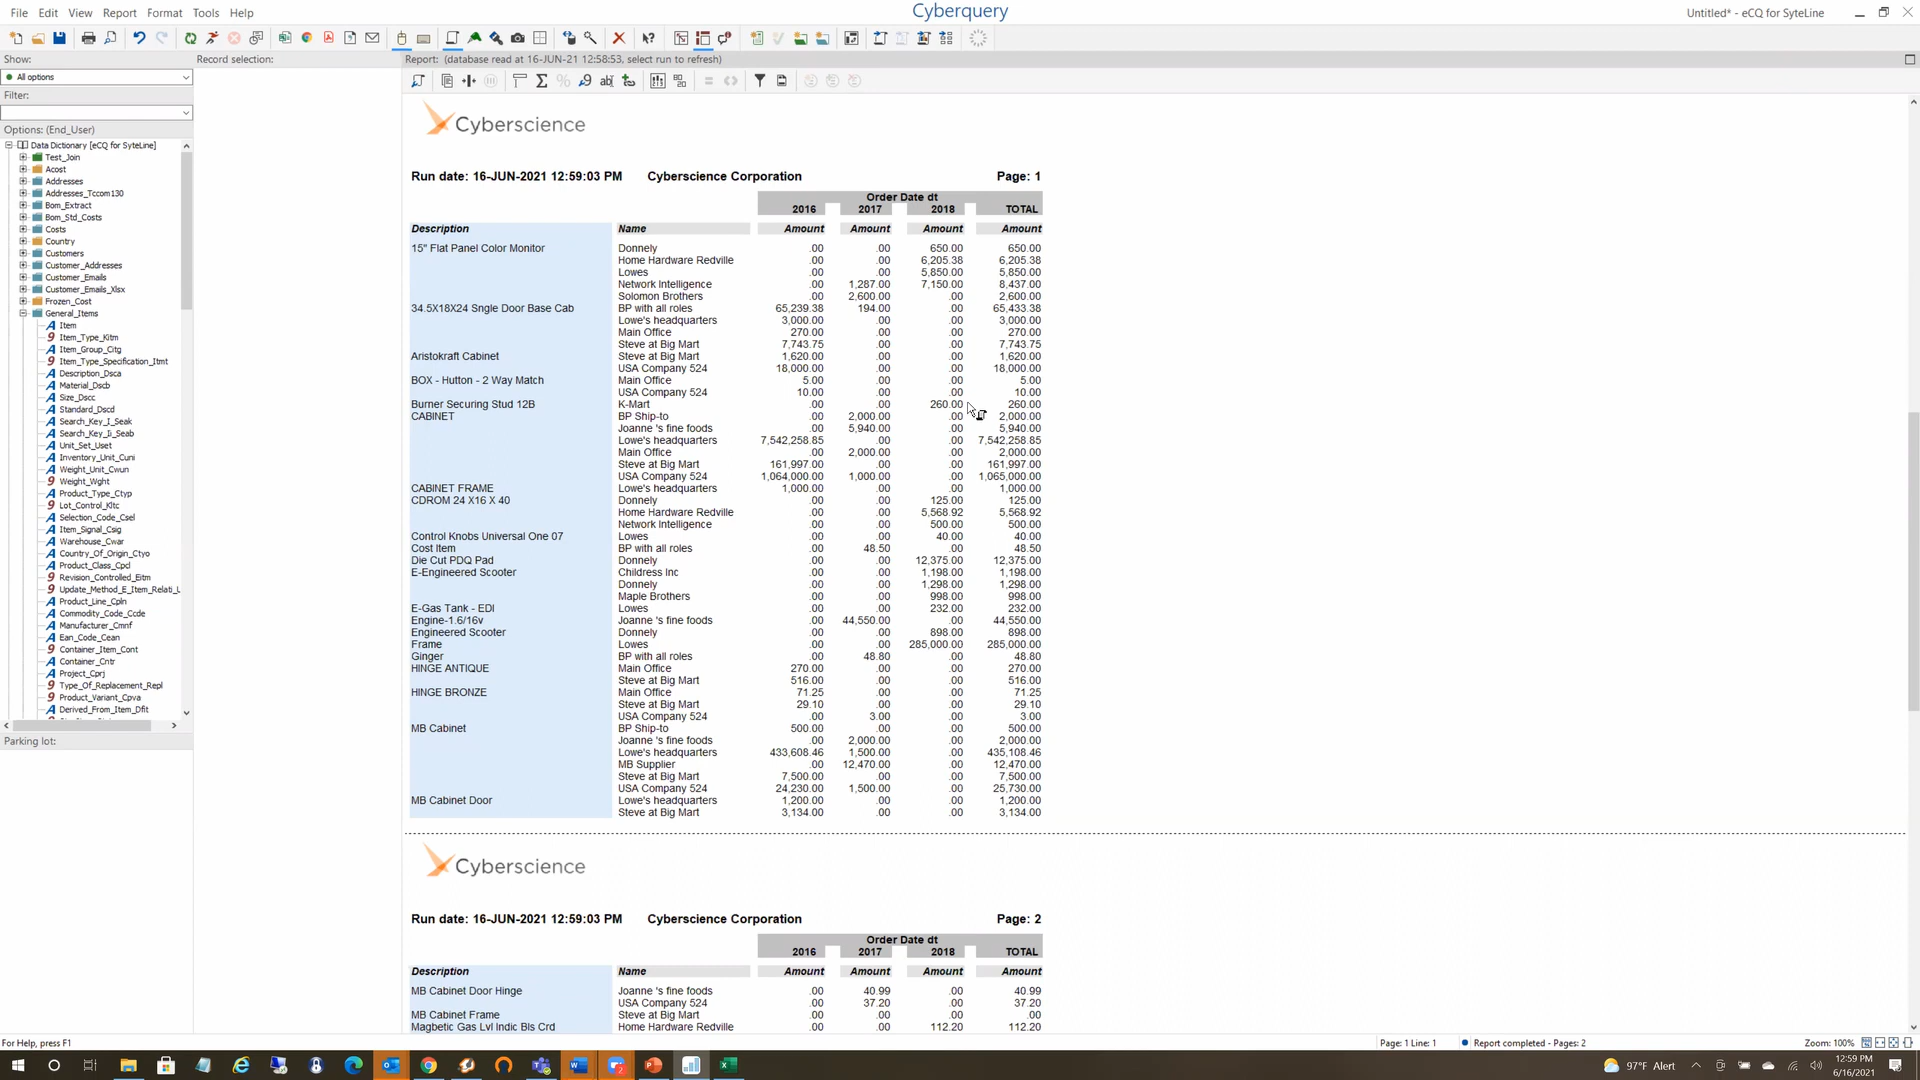 Cyberquery
Untitled* - eCQ for SyteLine
File Edit View Report Format Tools Help
Show:
All options
Filter:
Options: (End_User)
Data Dictionary [eCQ for SyteLine]
Test_Join
Acost
Addresses
Addresses_Tccom130
Bom_Extract
Bom_Std_Costs
Costs
Country
Customers
Customer_Addresses
Customer_Emails
Customer_Emails_Xlsx
Frozen_Cost
General_Items
Item
Item_Type_Kitm
Item_Group_Citg
Item_Type_Specification_Itmt
Description_Dsca
Material_Dscb
Size_Dscc
Standard_Dscd
Search_Key_I_Seak
Search_Key_Ii_Seab
Unit_Set_Uset
Inventory_Unit_Cuni
Weight_Unit_Cwun
Weight_Wght
Product_Type_Ctyp
Lot_Control_Kltc
Selection_Code_Csel
Item_Signal_Csig
Warehouse_Cwar
Country_Of_Origin_Ctyo
Product_Class_Cpcl
Revision_Controlled_Eitm
Update_Method_E_Item_Relati_L
Product_Line_Cpln
Commodity_Code_Ccde
Manufacturer_Cmnf
Ean_Code_Cean
Container_Item_Cont
Container_Cntr
Project_Cprj
Type_Of_Replacement_Repl
Product_Variant_Cpva
Derived_From_Item_Dfit
Parking lot:
Record selection:
Report: (database read at 16-JUN-21 12:58:53, select run to refresh)
Cyberscience
Run date: 16-JUN-2021 12:59:03 PM Cyberscience Corporation Page: 1
Order Date dt
2016 2017 2018 TOTAL
Description Name Amount Amount Amount Amount
15" Flat Panel Color Monitor Donnely .00 .00 650.00 650.00
Home Hardware Redville .00 .00 6,205.38 6,205.38
Lowes .00 .00 5,850.00 5,850.00
Network Intelligence .00 1,287.00 7,150.00 8,437.00
Solomon Brothers .00 2,600.00 .00 2,600.00
34.5X18X24 Sngle Door Base Cab BP with all roles 65,239.38 194.00 .00 65,433.38
Lowe's headquarters 3,000.00 .00 .00 3,000.00
Main Office 270.00 .00 .00 270.00
Steve at Big Mart 7,743.75 .00 .00 7,743.75
Aristokraft Cabinet Steve at Big Mart 1,620.00 .00 .00 1,620.00
USA Company 524 18,000.00 .00 .00 18,000.00
BOX - Hutton - 2 Way Match Main Office 5.00 .00 .00 5.00
USA Company 524 10.00 .00 .00 10.00
Burner Securing Stud 12B K-Mart .00 .00 260.00 260.00
CABINET BP Ship-to .00 2,000.00 .00 2,000.00
Joanne 's fine foods .00 5,940.00 .00 5,940.00
Lowe's headquarters 7,542,258.85 .00 .00 7,542,258.85
Main Office .00 2,000.00 .00 2,000.00
Steve at Big Mart 161,997.00 .00 .00 161,997.00
USA Company 524 1,064,000.00 1,000.00 .00 1,065,000.00
CABINET FRAME Lowe's headquarters 1,000.00 .00 .00 1,000.00
CDROM 24 X16 X 40 Donnely .00 .00 125.00 125.00
Home Hardware Redville .00 .00 5,568.92 5,568.92
Network Intelligence .00 .00 500.00 500.00
Control Knobs Universal One 07 Lowes .00 .00 40.00 40.00
Cost Item BP with all roles .00 48.50 .00 48.50
Die Cut PDQ Pad Donnely .00 .00 12,375.00 12,375.00
E-Engineered Scooter Childress Inc .00 .00 1,198.00 1,198.00
Donnely .00 .00 1,298.00 1,298.00
Maple Brothers .00 .00 998.00 998.00
E-Gas Tank - EDI Lowes .00 .00 232.00 232.00
Engine-1.6/16v Joanne 's fine foods .00 44,550.00 .00 44,550.00
Engineered Scooter Donnely .00 .00 898.00 898.00
Frame Lowes .00 .00 285,000.00 285,000.00
Ginger BP with all roles .00 48.80 .00 48.80
HINGE ANTIQUE Main Office 270.00 .00 .00 270.00
Steve at Big Mart 516.00 .00 .00 516.00
HINGE BRONZE Main Office 71.25 .00 .00 71.25
Steve at Big Mart 29.10 .00 .00 29.10
USA Company 524 .00 3.00 .00 3.00
MB Cabinet BP Ship-to 500.00 .00 .00 500.00
Joanne 's fine foods .00 2,000.00 .00 2,000.00
Lowe's headquarters 433,608.46 1,500.00 .00 435,108.46
MB Supplier .00 12,470.00 .00 12,470.00
Steve at Big Mart 7,500.00 .00 .00 7,500.00
USA Company 524 24,230.00 1,500.00 .00 25,730.00
MB Cabinet Door Lowe's headquarters 1,200.00 .00 .00 1,200.00
Steve at Big Mart 3,134.00 .00 .00 3,134.00
Cyberscience
Run date: 16-JUN-2021 12:59:03 PM Cyberscience Corporation Page: 2
Order Date dt
2016 2017 2018 TOTAL
Description Name Amount Amount Amount Amount
MB Cabinet Door Hinge Joanne 's fine foods .00 40.99 .00 40.99
USA Company 524 .00 37.20 .00 37.20
MB Cabinet Frame Steve at Big Mart .00 .00 .00 .00
Magbetic Gas Lvl Indic Bls Crd Home Hardware Redville .00 .00 112.20 112.20
For Help, press F1
Page: 1 Line: 1 Report completed - Pages: 2 Zoom: 100%
97°F Alert
12:59 PM
6/16/2021